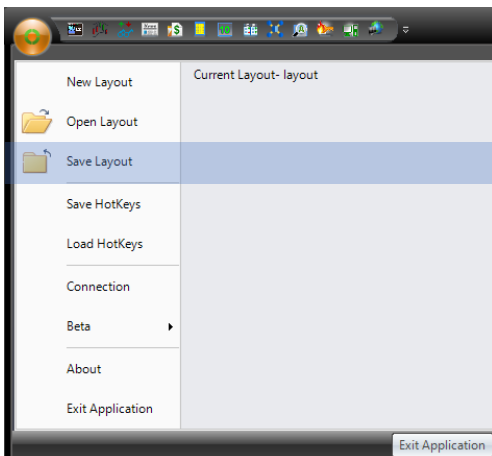 New Layout
Current Layout- layout
Open Layout
Save Layout
Save HotKeys
Load HotKeys
Connection
Beta
About
Exit Application
Exit Application